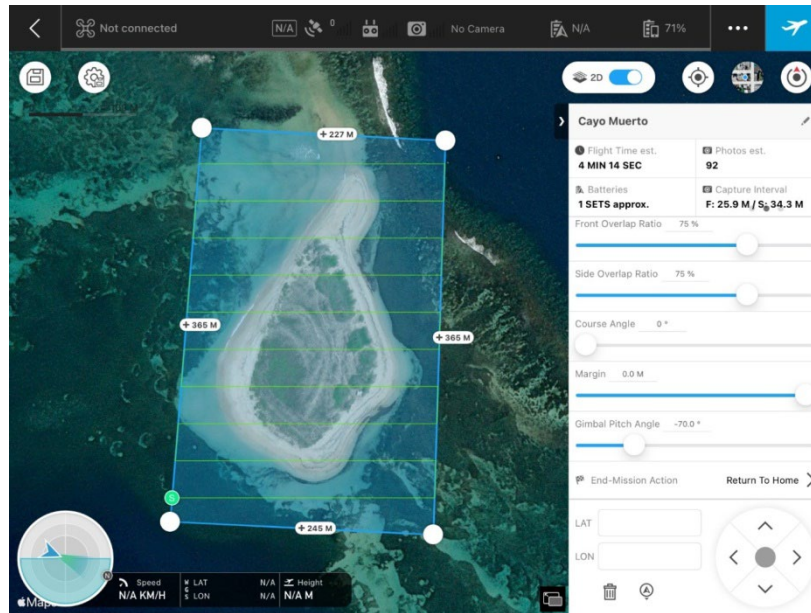 Not connected N/A 0 No Camera N/A 71%
2D
Cayo Muerto
Flight Time est.
4 MIN 14 SEC
Photos est.
92
Batteries
1 SETS approx.
Capture Interval
F: 25.9 M / S: 34.3 M
Front Overlap Ratio 75 %
Side Overlap Ratio 75 %
Course Angle 0 °
Margin 0.0 M
Gimbal Pitch Angle -70.0 °
End-Mission Action Return To Home
LAT
LON
+ 227 M
+ 365 M
+ 365 M
+ 245 M
S
N
Speed
N/A KM/H
W
G
S
LAT N/A
LON N/A
Height
N/A M
Maps